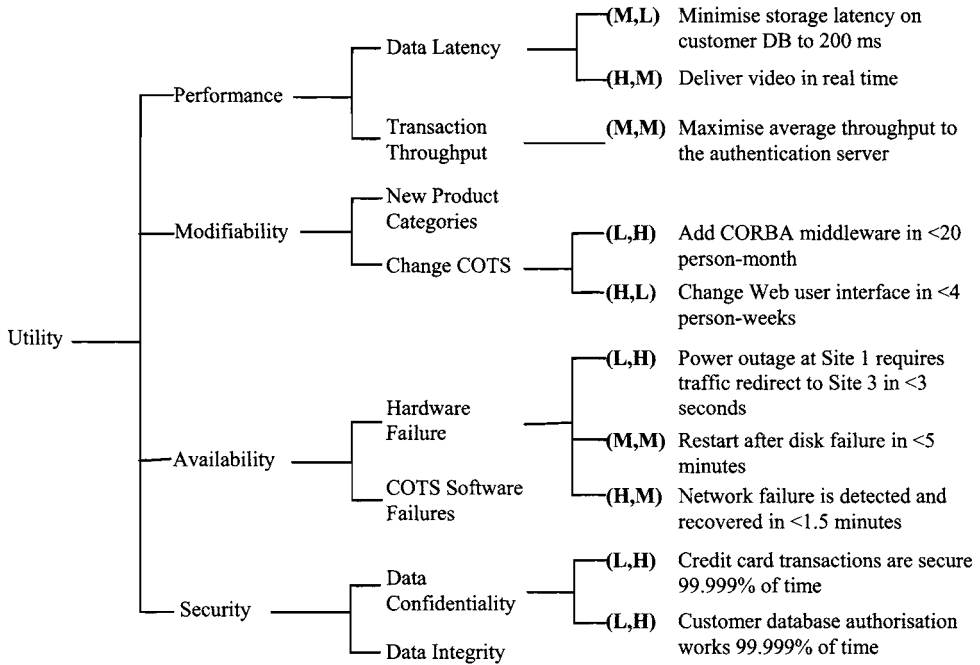 Utility
Performance
Data Latency
(M,L) Minimise storage latency on
customer DB to 200 ms
(H,M) Deliver video in real time
Transaction
Throughput
(M,M) Maximise average throughput to
the authentication server
Modifiability
New Product
Categories
Change COTS
(L,H) Add CORBA middleware in <20
person-month
(H,L) Change Web user interface in <4
person-weeks
Availability
Hardware
Failure
(L,H) Power outage at Site 1 requires
traffic redirect to Site 3 in <3
seconds
(M,M) Restart after disk failure in <5
minutes
(H,M) Network failure is detected and
recovered in <1.5 minutes
COTS Software
Failures
Security
Data
Confidentiality
(L,H) Credit card transactions are secure
99.999% of time
(L,H) Customer database authorisation
works 99.999% of time
Data Integrity